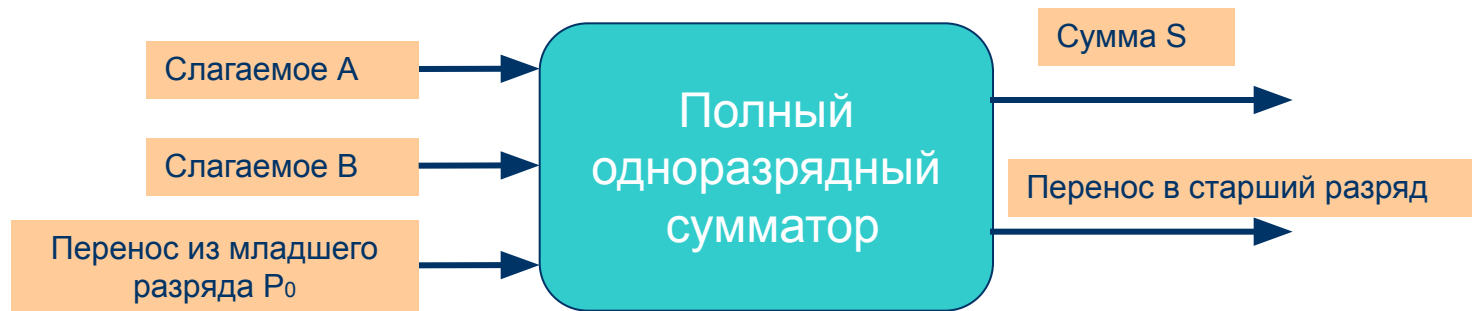 Слагаемое А
Слагаемое В
Перенос из младшего
разряда P₀
Полный
одноразрядный
сумматор
Сумма S
Перенос в старший разряд